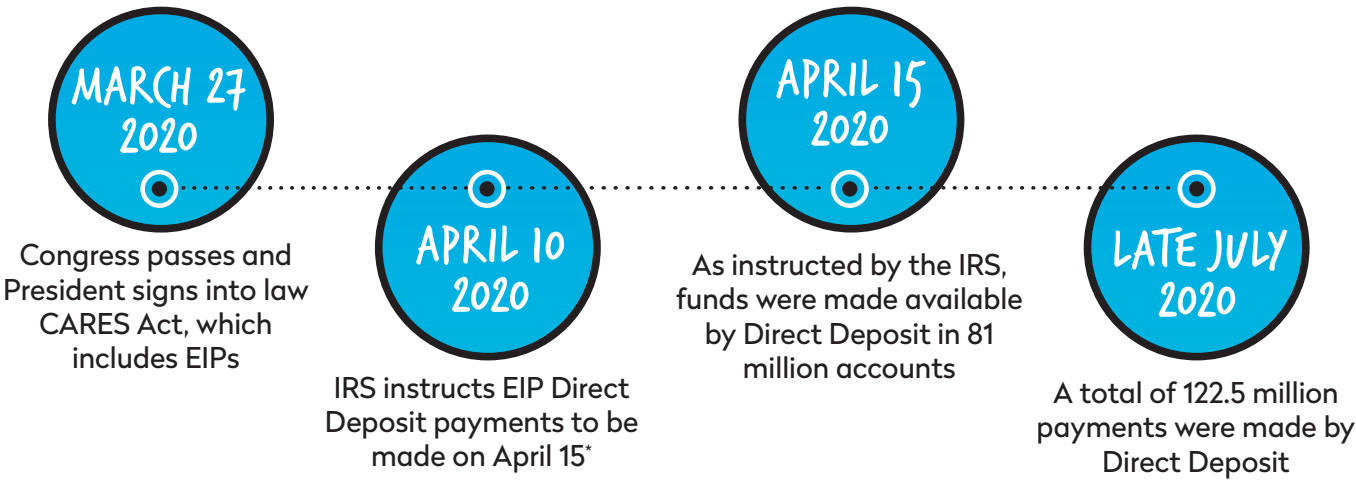 MARCH 27
2020
Congress passes and
President signs into law
CARES Act, which
includes EIPs
APRIL 10
2020
IRS instructs EIP Direct
Deposit payments to be
made on April 15*
APRIL 15
2020
As instructed by the IRS,
funds were made available
by Direct Deposit in 81
million accounts
LATE JULY
2020
A total of 122.5 million
payments were made by
Direct Deposit